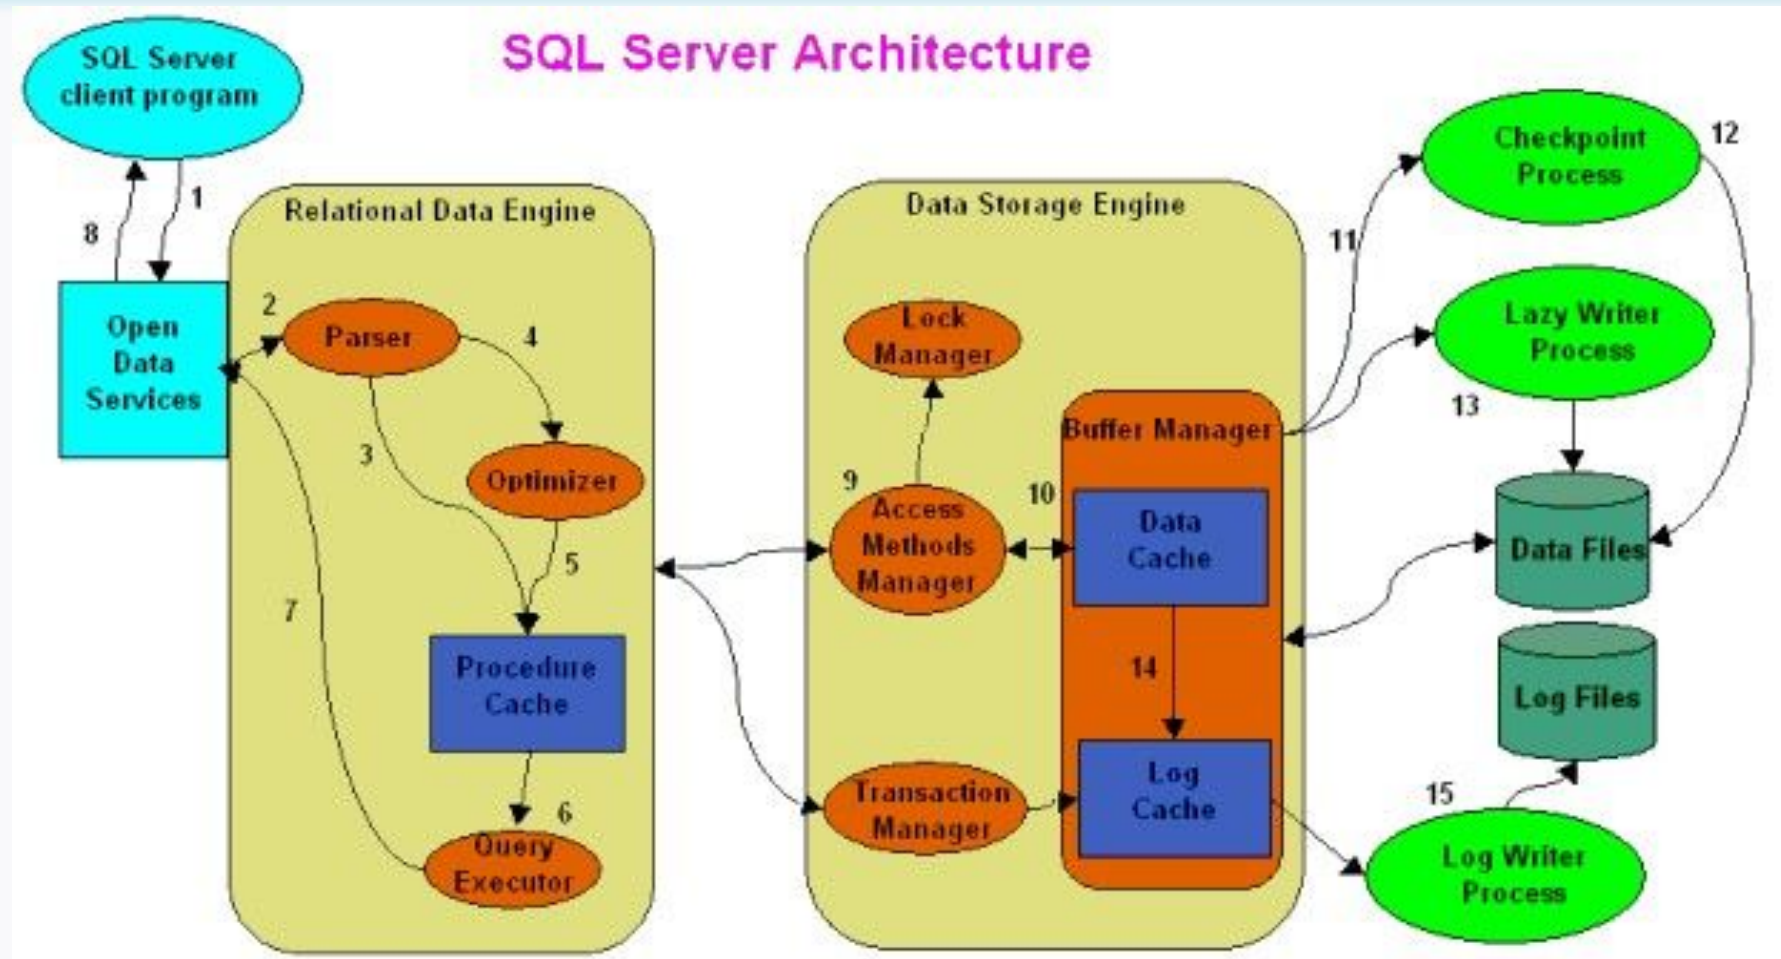 SQL Server Architecture
SQL Server
client program
1
8
Open
Data
Services
Relational Data Engine
2
Parser
4
3
Optimizer
5
7
Procedure
Cache
6
Query
Executor
Data Storage Engine
Lock
Manager
9
Access
Methods
Manager
10
Buffer Manager
Data
Cache
14
Log
Cache
Transaction
Manager
11
Checkpoint
Process
12
Lazy Writer
Process
13
Data Files
Log Files
15
Log Writer
Process